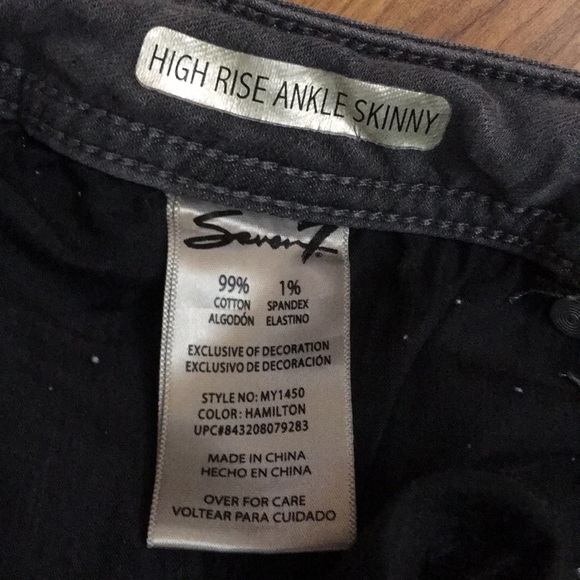 HIGH RISE ANKLE SKINNY
Seven7
99% 1%
COTTON SPANDEX
ALGODÓN ELASTINO
EXCLUSIVE OF DECORATION
EXCLUSIVO DE DECORACIÓN
STYLE NO: MY1450
COLOR: HAMILTON
UPC#843208079283
MADE IN CHINA
HECHO EN CHINA
OVER FOR CARE
VOLTEAR PARA CUIDADO